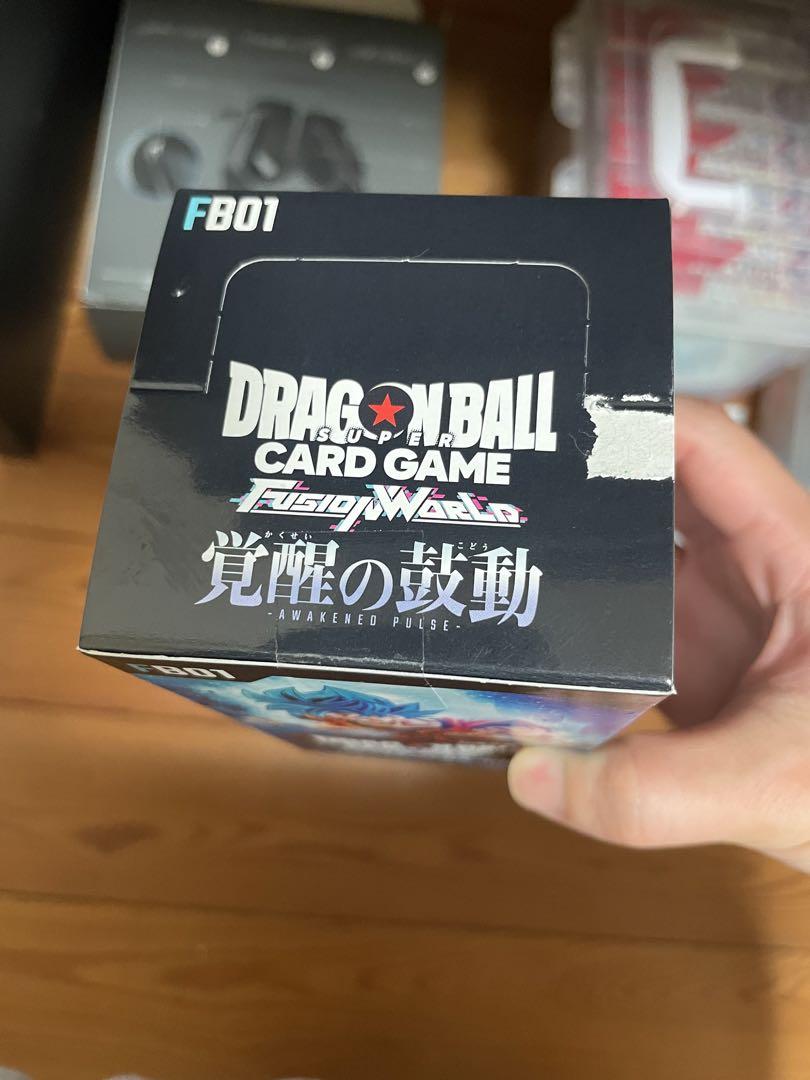 FB01
DRAGON BALL
SUPER
CARD GAME
FUSION WORLD
かくせい こどう
覚醒の鼓動
-AWAKENED PULSE-
FB01